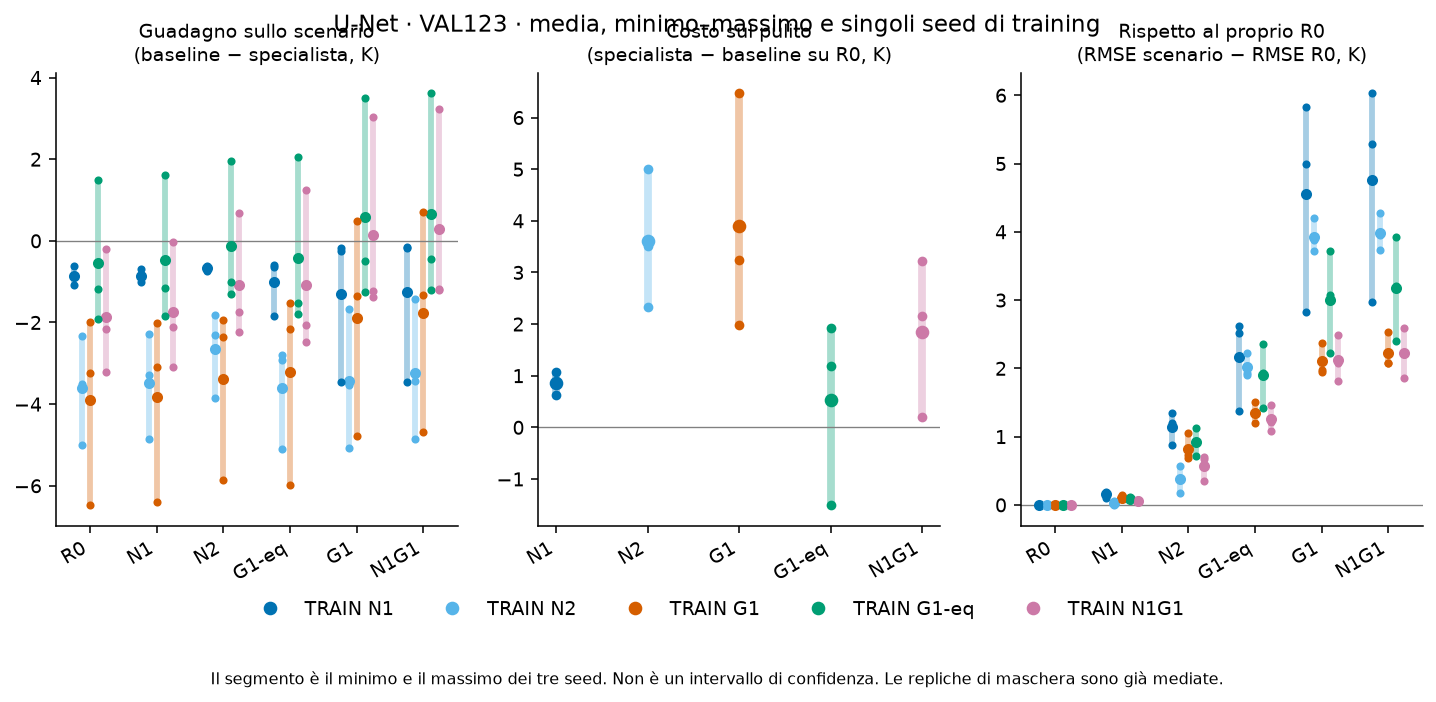 U-Net · VAL123 · media, minimo–massimo e singoli seed di training
Guadagno sullo scenario
(baseline − specialista, K)
Costo sul pulito
(specialista − baseline su R0, K)
Rispetto al proprio R0
(RMSE scenario − RMSE R0, K)
4
2
0
−2
−4
−6
R0
N1
N2
G1-eq
G1
N1G1
6
5
4
3
2
1
0
−1
N1
N2
G1
G1-eq
N1G1
6
5
4
3
2
1
0
R0
N1
N2
G1-eq
G1
N1G1
TRAIN N1
TRAIN N2
TRAIN G1
TRAIN G1-eq
TRAIN N1G1
Il segmento è il minimo e il massimo dei tre seed. Non è un intervallo di confidenza. Le repliche di maschera sono già mediate.